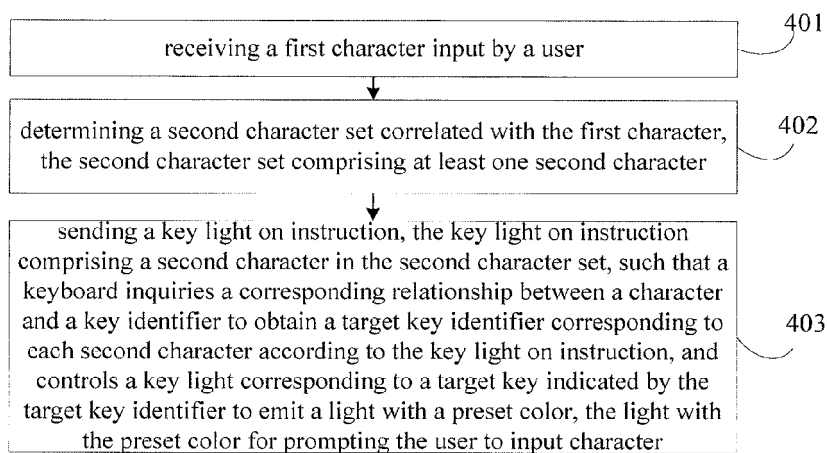 receiving a first character input by a user
401
determining a second character set correlated with the first character,
the second character set comprising at least one second character
402
sending a key light on instruction, the key light on instruction
comprising a second character in the second character set, such that a
keyboard inquiries a corresponding relationship between a character
and a key identifier to obtain a target key identifier corresponding to
each second character according to the key light on instruction, and
controls a key light corresponding to a target key indicated by the
target key identifier to emit a light with a preset color, the light with
the preset color for prompting the user to input character
403